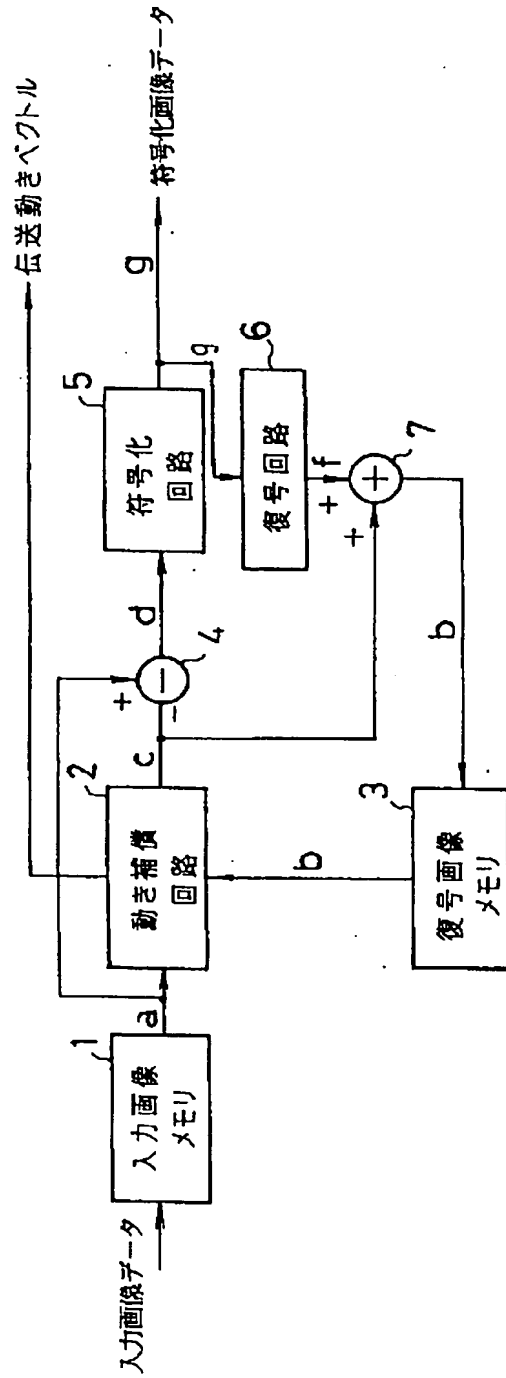 入力画像データ
1
入力画像
メモリ
a
2
動き補償
回路
伝送動きベクトル
c
+
-
−
4
d
5
符号化
回路
g
符号化画像データ
g
6
復号回路
f
+
+
+
7
b
b
3
復号画像
メモリ